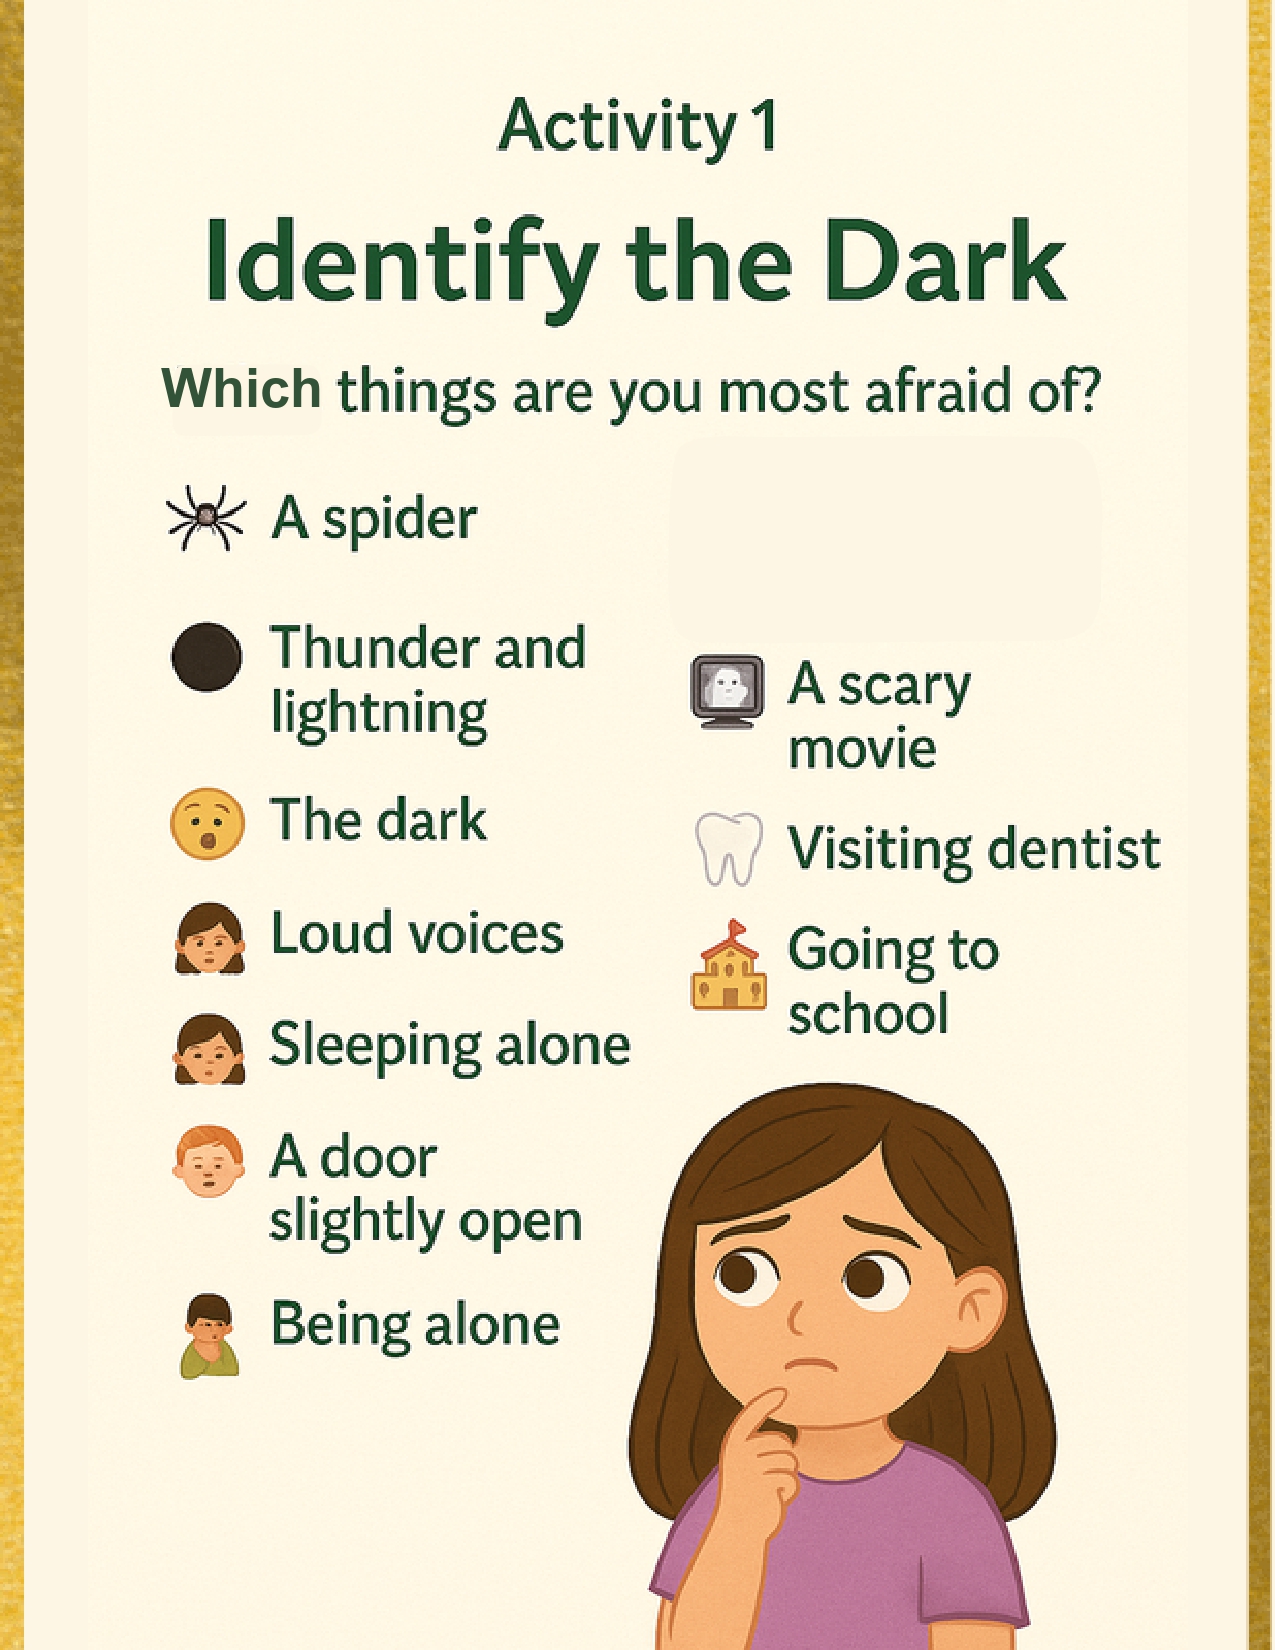 Activity 1
Identify the Dark
Which things are you most afraid of?
A spider
Thunder and
lightning
The dark
Loud voices
Sleeping alone
A door
slightly open
Being alone
A scary
movie
Visiting dentist
Going to
school